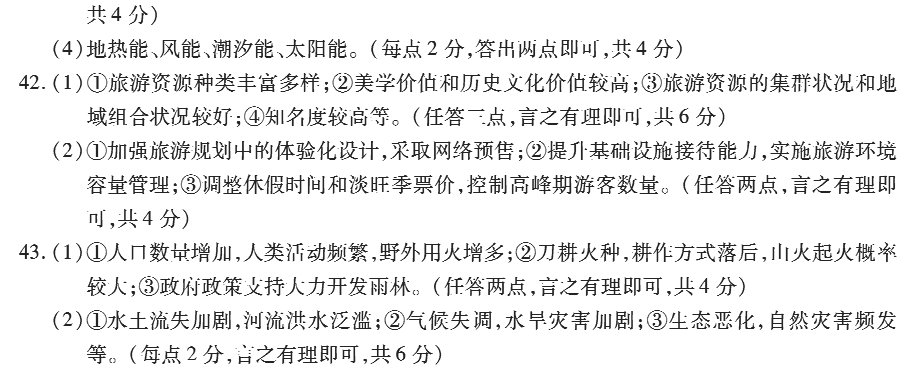 共4分)
(4)地热能、风能、潮汐能、太阳能。(每点2分,答出两点即可,共4分)
42.(1)①旅游资源种类丰富多样;②美学价值和历史文化价值较高;③旅游资源的集群状况和地
域组合状况较好;④知名度较高等。(任答三点,言之有理即可,共6分)
(2)①加强旅游规划中的体验化设计,采取网络预售;②提升基础设施接待能力,实施旅游环境
容量管理;③调整休假时间和淡旺季票价,控制高峰期游客数量。(任答两点,言之有理即
可,共4分)
43.(1)①人口数量增加,人类活动频繁,野外用火增多;②刀耕火种,耕作方式落后,山火起火概率
较大;③政府政策支持大力开发雨林。(任答两点,言之有理即可,共4分)
(2)①水土流失加剧,河流洪水泛滥;②气候失调,水旱灾害加剧;③生态恶化,自然灾害频发
等。(每点2分,言之有理即可,共6分)